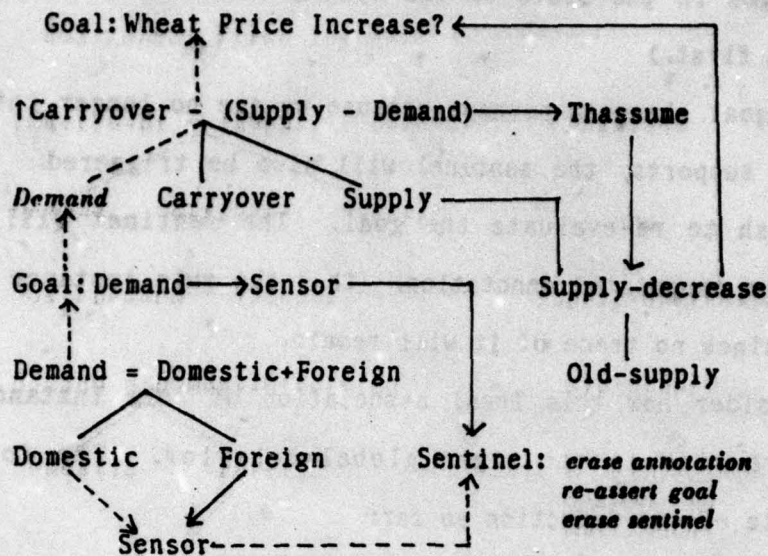 Goal: Wheat Price Increase?
↑Carryover (Supply - Demand) Thassume
Demand Carryover Supply
Goal: Demand Sensor Supply-decrease
Demand = Domestic+Foreign Old-supply
Domestic Foreign Sentinel: erase annotation
re-assert goal
erase sentinel
Sensor